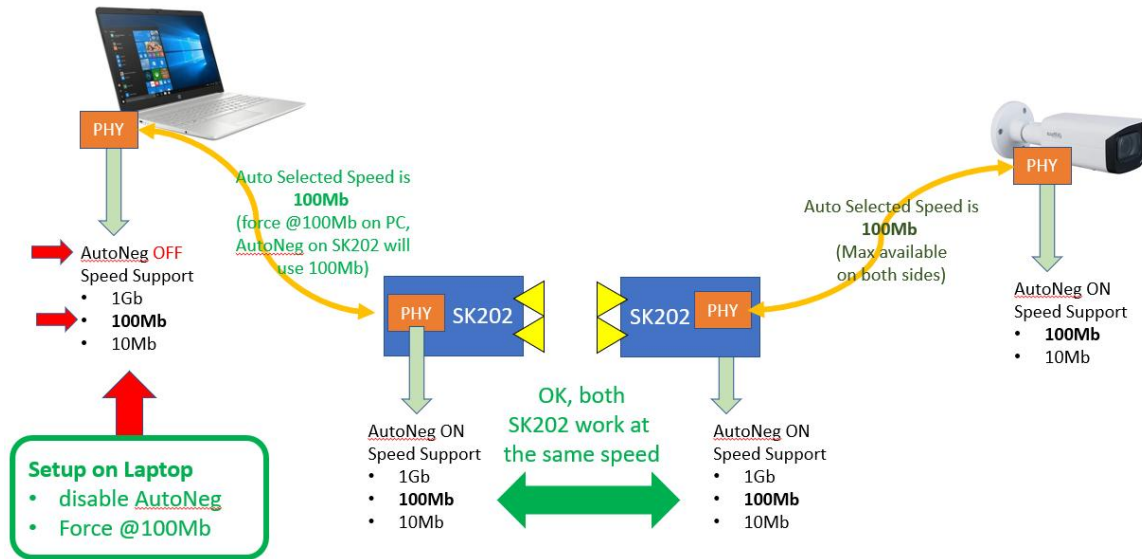 PHY
AutoNeg OFF
Speed Support
• 1Gb
• 100Mb
• 10Mb
Setup on Laptop
• disable AutoNeg
• Force @100Mb
Auto Selected Speed is
100Mb
(force @100Mb on PC,
AutoNeg on SK202 will
use 100Mb)
PHY
SK202
AutoNeg ON
Speed Support
• 1Gb
• 100Mb
• 10Mb
OK, both
SK202 work at
the same speed
SK202
PHY
AutoNeg ON
Speed Support
• 1Gb
• 100Mb
• 10Mb
Auto Selected Speed is
100Mb
(Max available
on both sides)
PHY
AutoNeg ON
Speed Support
• 100Mb
• 10Mb